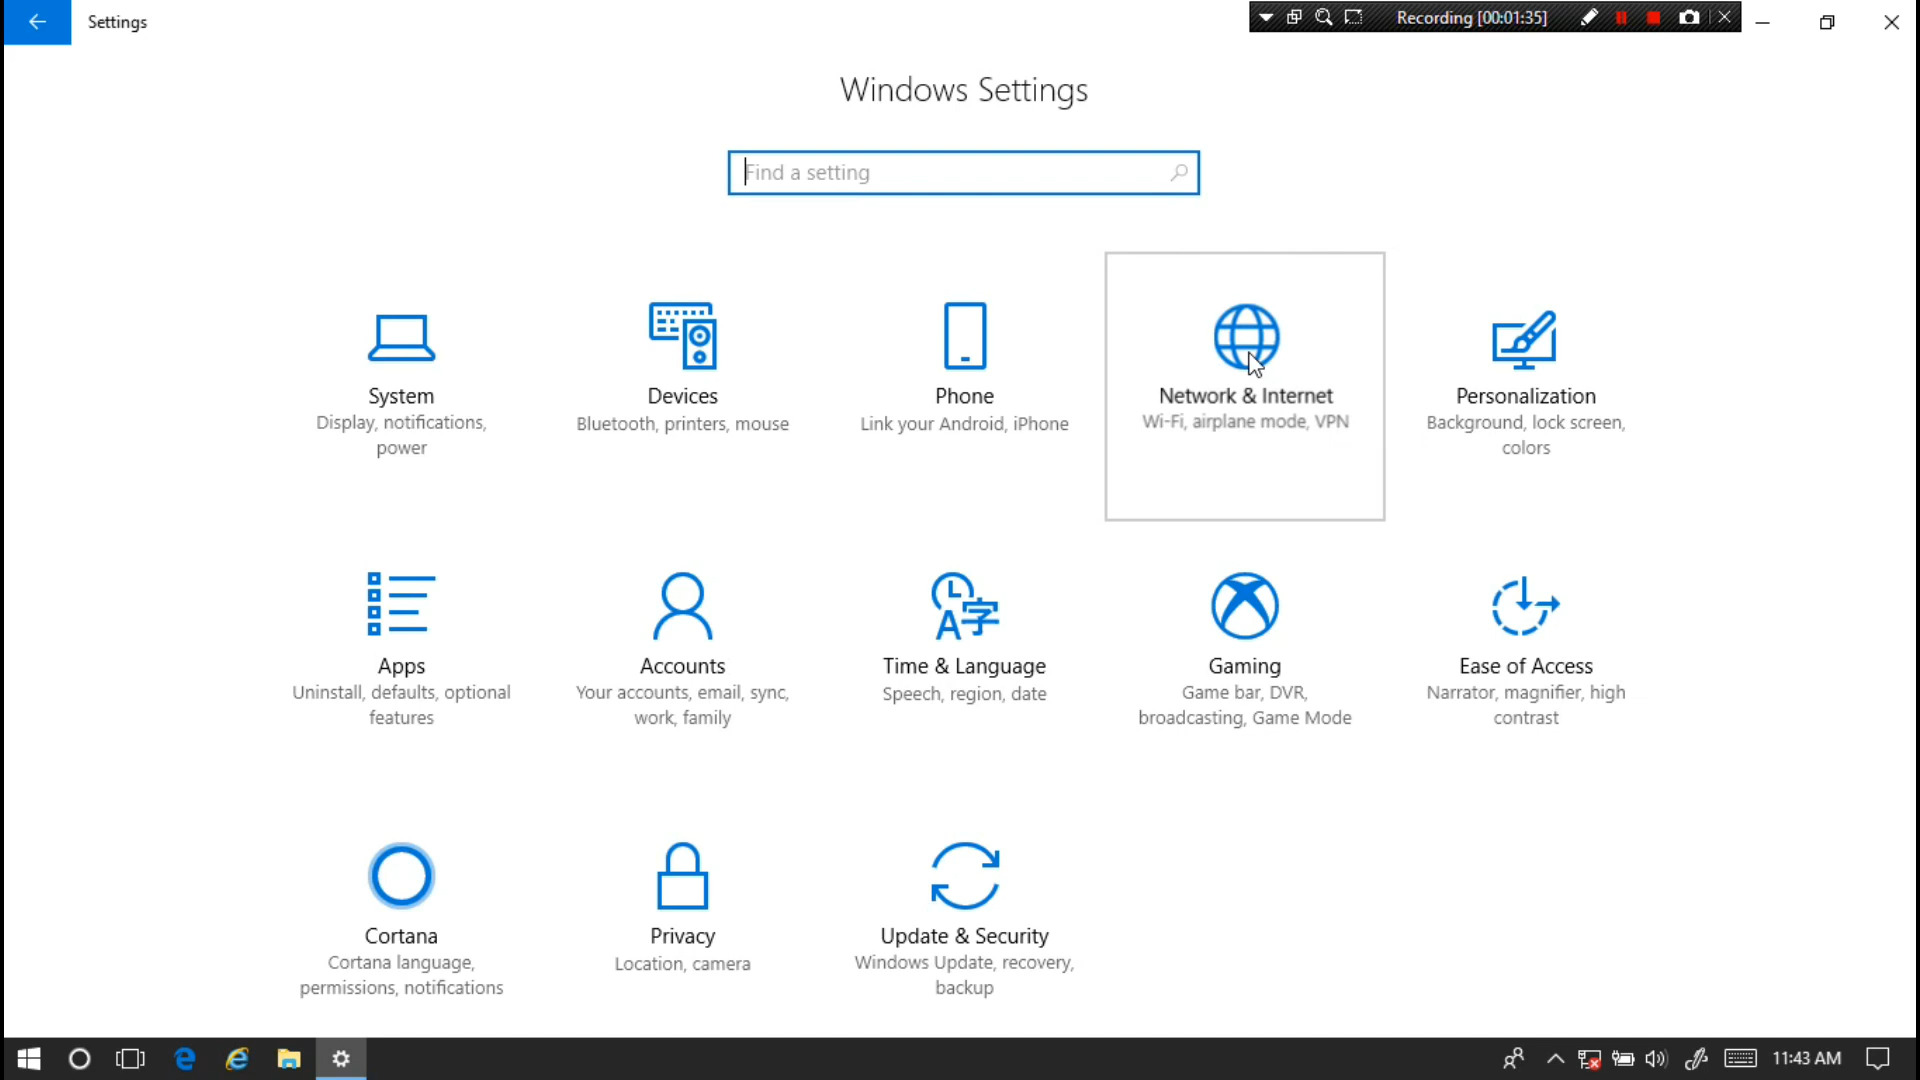 Settings
Recording [00:01:35]
Windows Settings
Find a setting
System
Display, notifications,
power
Devices
Bluetooth, printers, mouse
Phone
Link your Android, iPhone
Network & Internet
Wi-Fi, airplane mode, VPN
Personalization
Background, lock screen,
colors
Apps
Uninstall, defaults, optional
features
Accounts
Your accounts, email, sync,
work, family
Time & Language
Speech, region, date
Gaming
Game bar, DVR,
broadcasting, Game Mode
Ease of Access
Narrator, magnifier, high
contrast
Cortana
Cortana language,
permissions, notifications
Privacy
Location, camera
Update & Security
Windows Update, recovery,
backup
11:43 AM